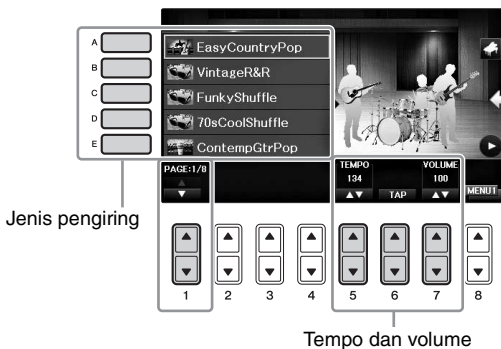 A
EasyCountryPop
B
VintageR&R
C
FunkyShuffle
D
70sCoolShuffle
E
ContempGtrPop
PAGE:1/8
TEMPO
134
TAP
VOLUME
100
MENU1
Jenis pengiring
1 2 3 4 5 6 7 8
Tempo dan volume